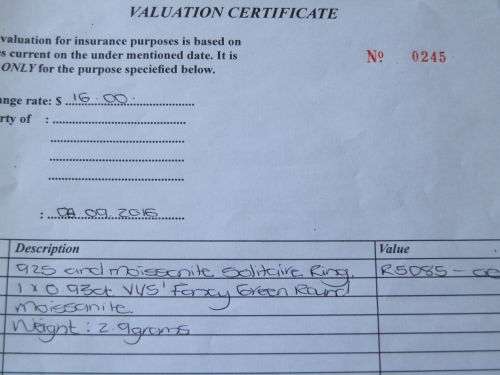 VALUATION CERTIFICATE
valuation for insurance purposes is based on
s current on the under mentioned date. It is
ONLY for the purpose speciefied below.
No 0245
ange rate: $ 16.00
rty of :
: 09.2016
Description Value
925 and Moissanite Solitaire Ring. R5085-00
1 x 0.93ct VVS' Fancy Green Round
Moissanite.
Weight: 2.9grams